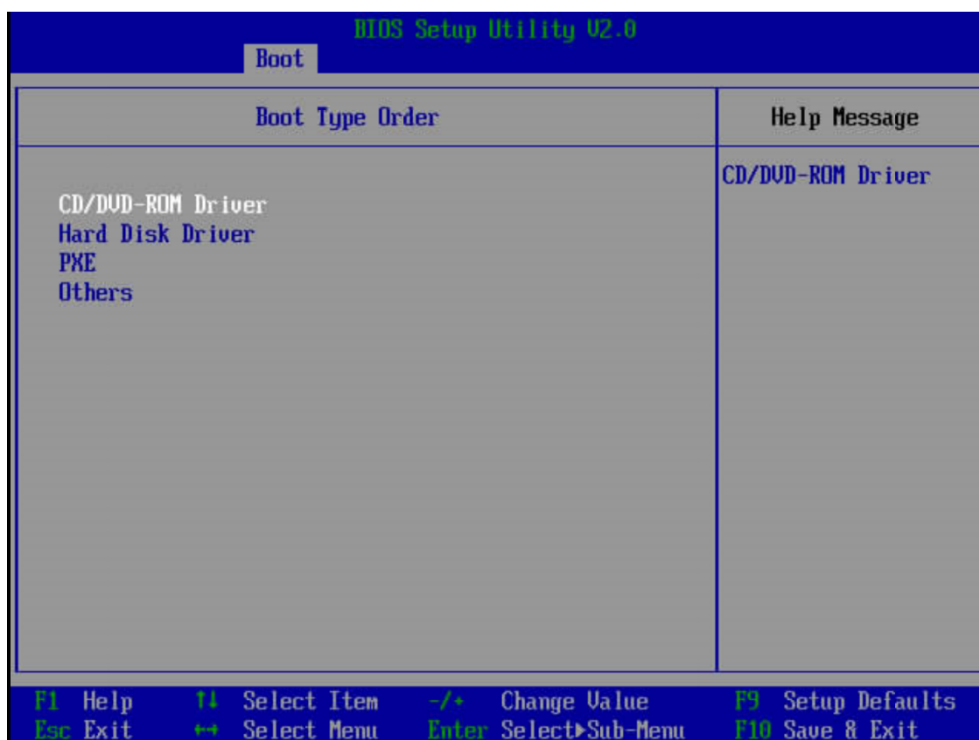 BIOS Setup Utility V2.0
Boot
Boot Type Order
Help Message
CD/DVD-ROM Driver
Hard Disk Driver
PXE
Others
CD/DVD-ROM Driver
F1 Help ↑↓ Select Item -/+ Change Value F9 Setup Defaults
Esc Exit ←→ Select Menu Enter Select▶Sub-Menu F10 Save & Exit